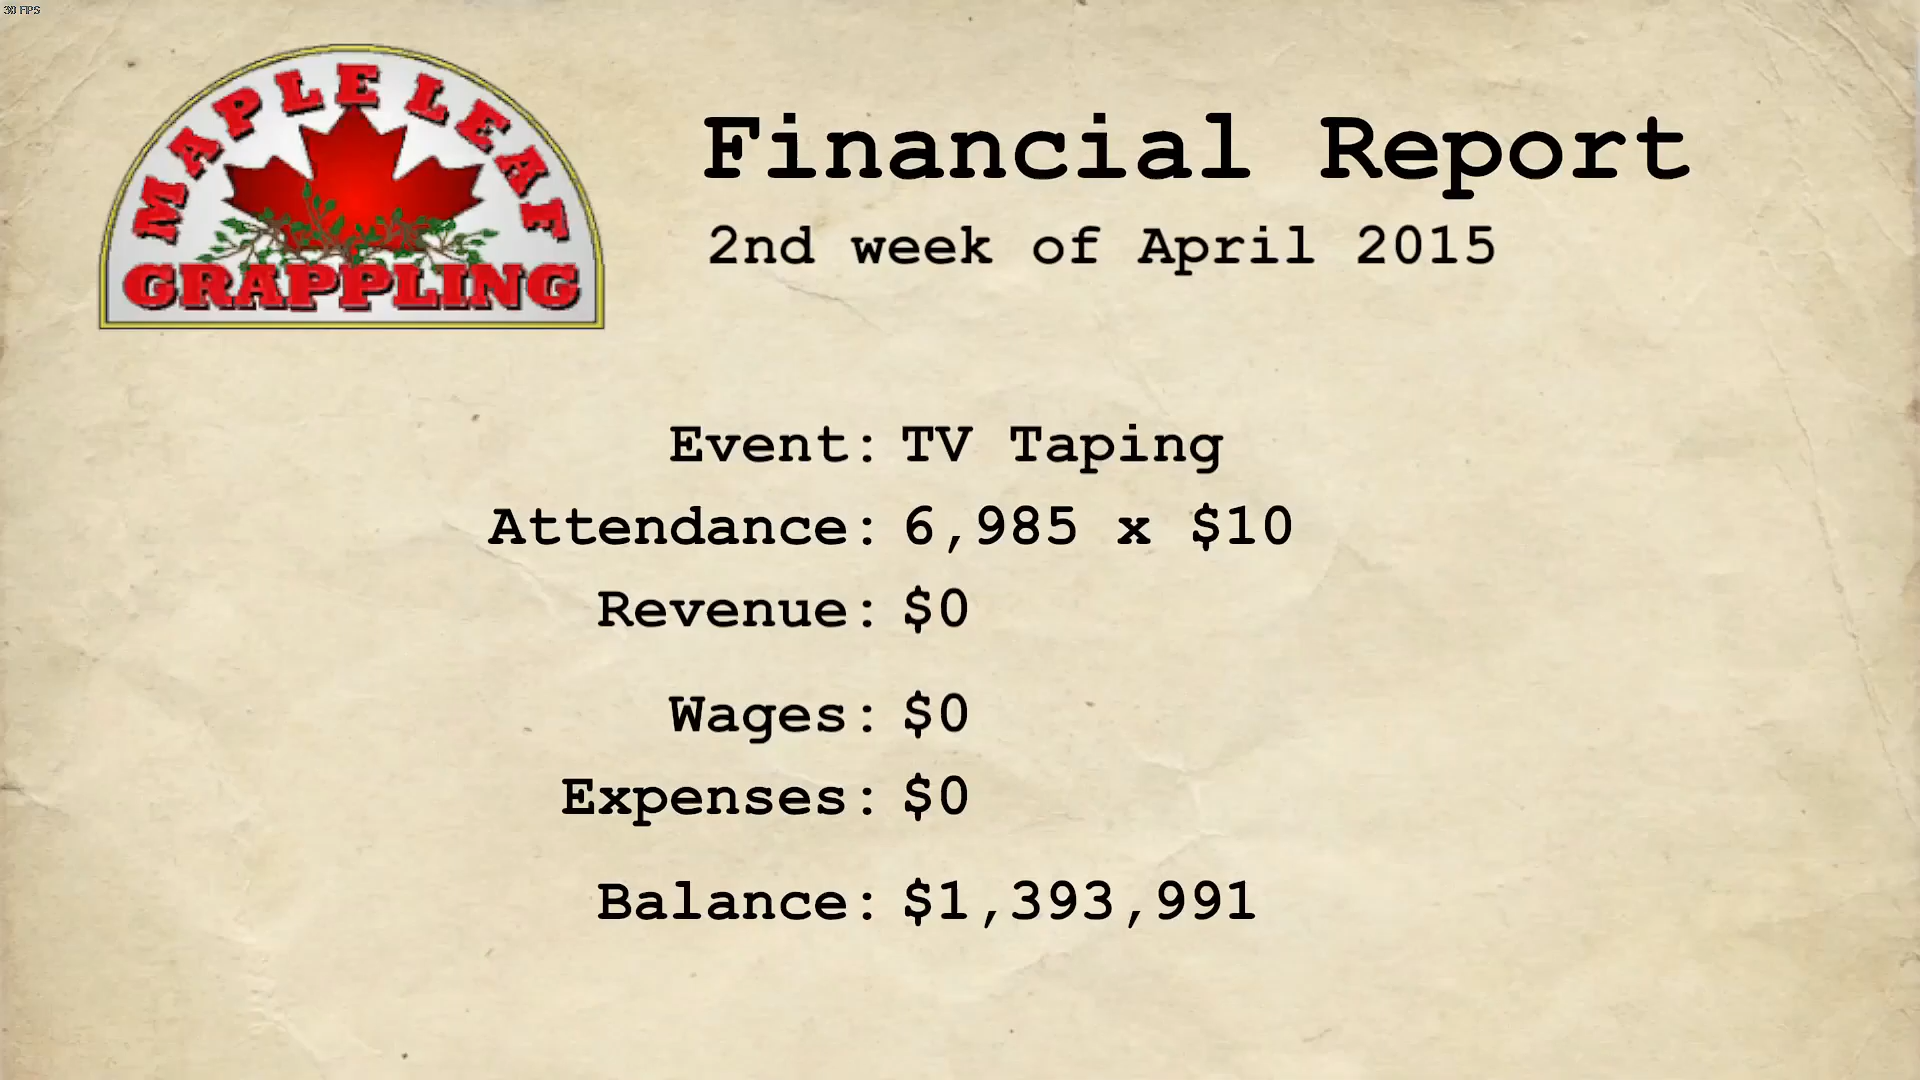 30 FPS
MAPLE LEAF
GRAPPLING
Financial Report
2nd week of April 2015
Event: TV Taping
Attendance: 6,985 x $10
Revenue: $0
Wages: $0
Expenses: $0
Balance: $1,393,991